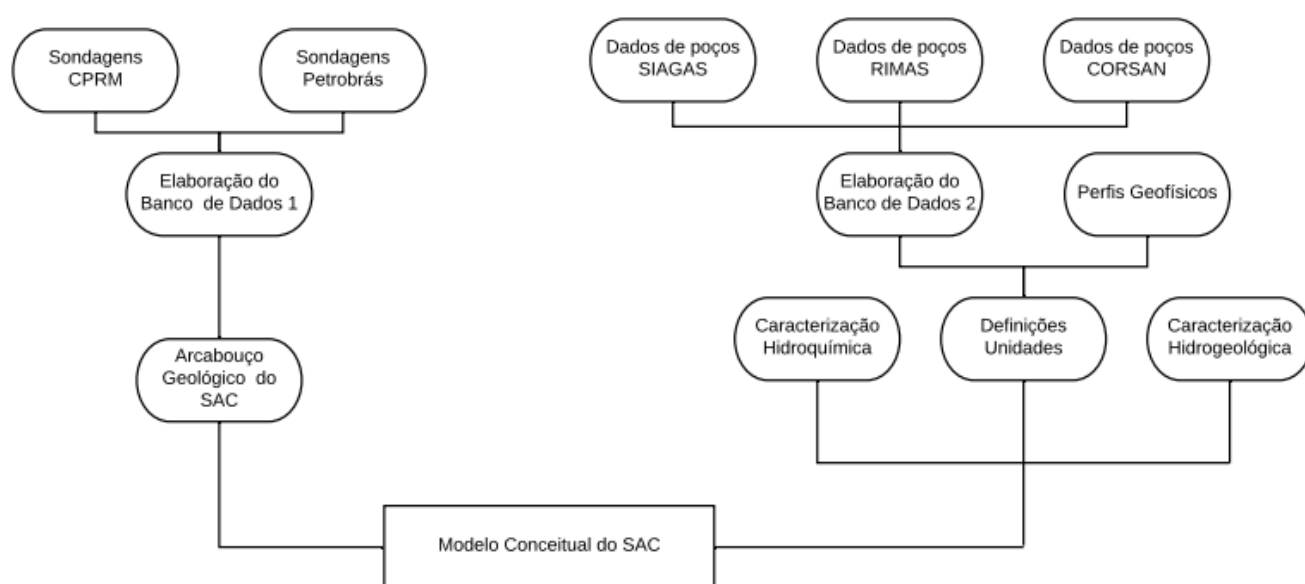 Sondagens
CPRM
Sondagens
Petrobrás
Dados de poços
SIAGAS
Dados de poços
RIMAS
Dados de poços
CORSAN
Elaboração do
Banco de Dados 1
Elaboração do
Banco de Dados 2
Perfis Geofísicos
Arcabouço
Geológico do
SAC
Caracterização
Hidroquímica
Definições
Unidades
Caracterização
Hidrogeológica
Modelo Conceitual do SAC